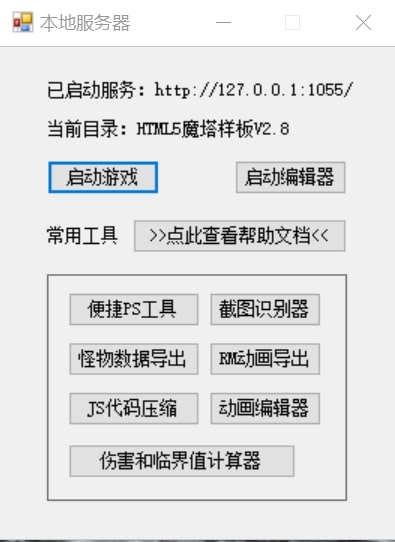 本地服务器
已启动服务：http://127.0.0.1:1055/
当前目录：HTML5魔塔样板V2.8
启动游戏 启动编辑器
常用工具 >>点此查看帮助文档<<
便捷PS工具 截图识别器
怪物数据导出 RM动画导出
JS代码压缩 动画编辑器
伤害和临界值计算器